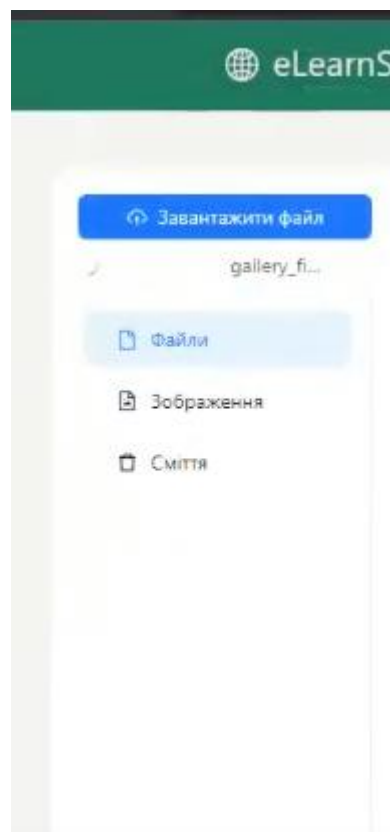 eLearnS
Завантажити файл
gallery_fi...
Файли
Зображення
Сміття